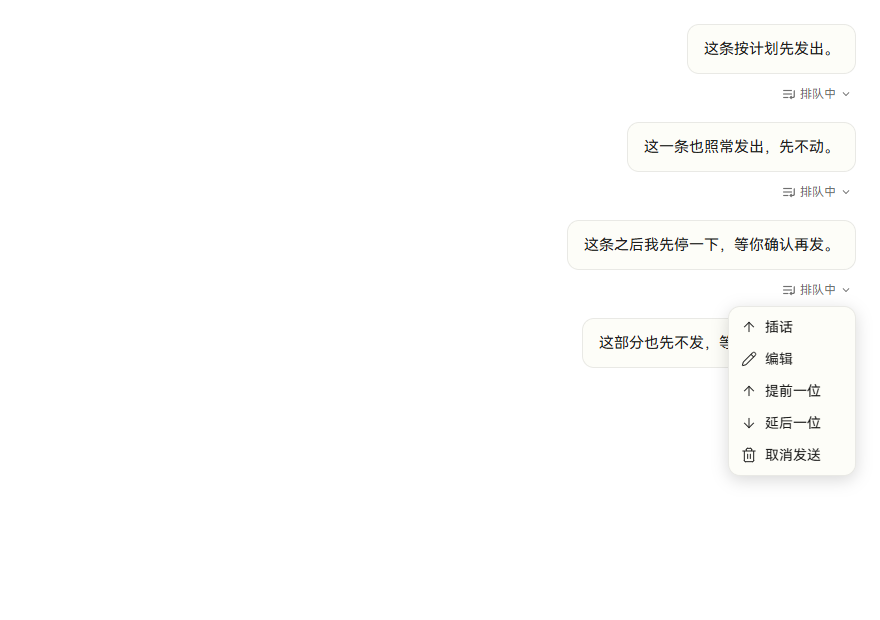 这条按计划先发出。
排队中
这一条也照常发出，先不动。
排队中
这条之后我先停一下，等你确认再发。
排队中
这部分也先不发，
插话
编辑
提前一位
延后一位
取消发送